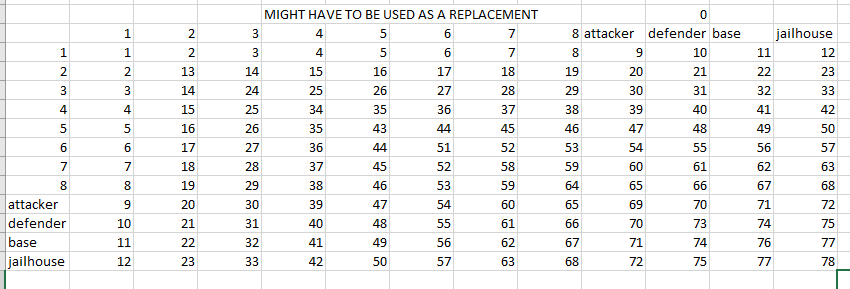 MIGHT HAVE TO BE USED AS A REPLACEMENT 0
1 2 3 4 5 6 7 8 attacker defender base jailhouse
1 1 2 3 4 5 6 7 8 9 10 11 12
2 2 13 14 15 16 17 18 19 20 21 22 23
3 3 14 24 25 26 27 28 29 30 31 32 33
4 4 15 25 34 35 36 37 38 39 40 41 42
5 5 16 26 35 43 44 45 46 47 48 49 50
6 6 17 27 36 44 51 52 53 54 55 56 57
7 7 18 28 37 45 52 58 59 60 61 62 63
8 8 19 29 38 46 53 59 64 65 66 67 68
attacker 9 20 30 39 47 54 60 65 69 70 71 72
defender 10 21 31 40 48 55 61 66 70 73 74 75
base 11 22 32 41 49 56 62 67 71 74 76 77
jailhouse 12 23 33 42 50 57 63 68 72 75 77 78